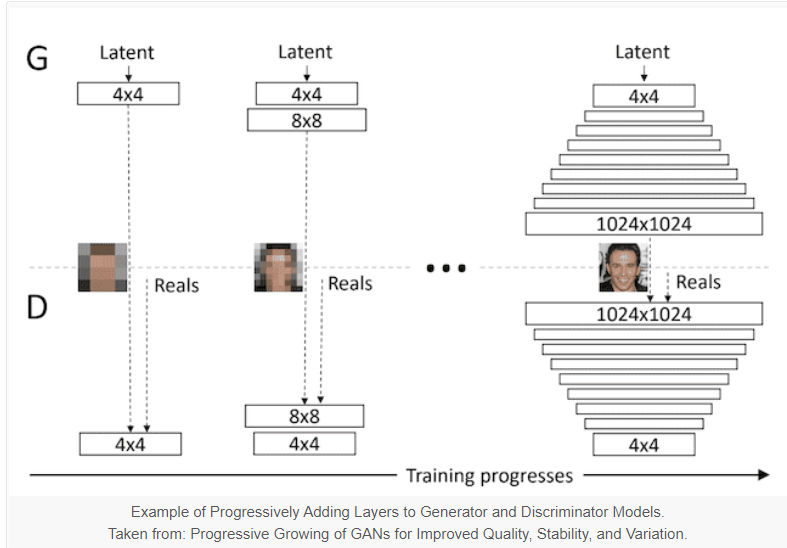 G
Latent
4x4
Latent
4x4
8x8
Latent
4x4
1024x1024
Reals
Reals
Reals
D
1024x1024
4x4
8x8
4x4
4x4
Training progresses
Example of Progressively Adding Layers to Generator and Discriminator Models.
Taken from: Progressive Growing of GANs for Improved Quality, Stability, and Variation.